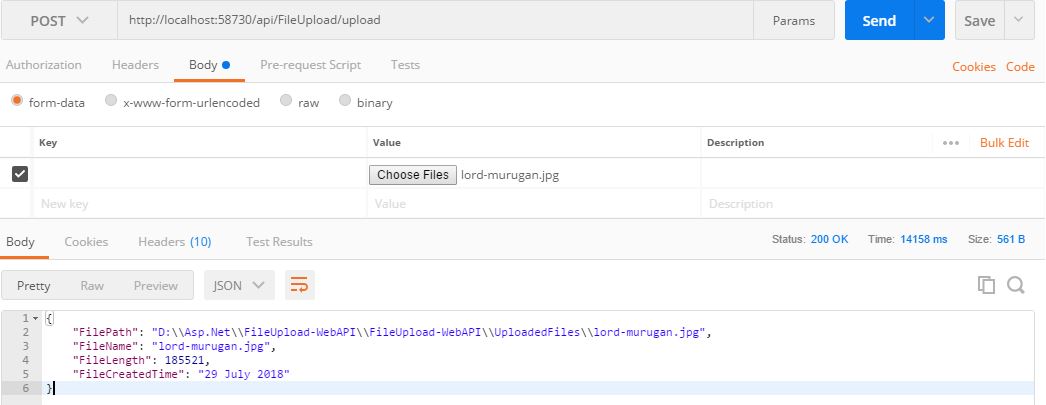 POST http://localhost:58730/api/FileUpload/upload Params Send Save
Authorization Headers Body Pre-request Script Tests Cookies Code
form-data x-www-form-urlencoded raw binary
Key Value Description ••• Bulk Edit
Choose Files lord-murugan.jpg
New key Value Description
Body Cookies Headers (10) Test Results Status: 200 OK Time: 14158 ms Size: 561 B
Pretty Raw Preview JSON
1 {
2 "FilePath": "D:\\Asp.Net\\FileUpload-WebAPI\\FileUpload-WebAPI\\UploadedFiles\\lord-murugan.jpg",
3 "FileName": "lord-murugan.jpg",
4 "FileLength": 185521,
5 "FileCreatedTime": "29 July 2018"
6 }